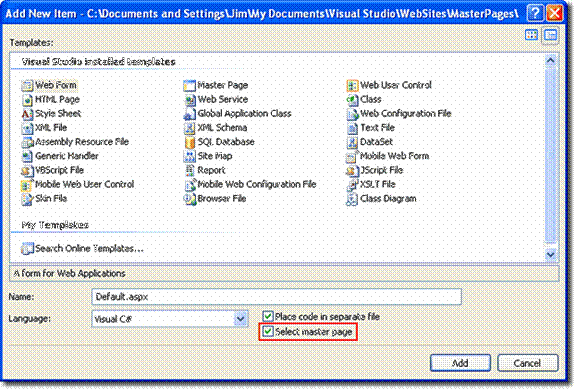 Add New Item - C:\Documents and Settings\Jim\My Documents\Visual Studio\WebSites\MasterPages\
Templates:
Visual Studio installed templates
Web Form Master Page Web User Control
HTML Page Web Service Class
Style Sheet Global Application Class Web Configuration File
XML File XML Schema Text File
Assembly Resource File SQL Database DataSet
Generic Handler Site Map Mobile Web Form
VBScript File Report JScript File
Mobile Web User Control Mobile Web Configuration File XSLT File
Skin File Browser File Class Diagram
My Templates
Search Online Templates...
A form for Web Applications
Name: Default.aspx
Language: Visual C# Place code in separate file
Select master page
Add Cancel